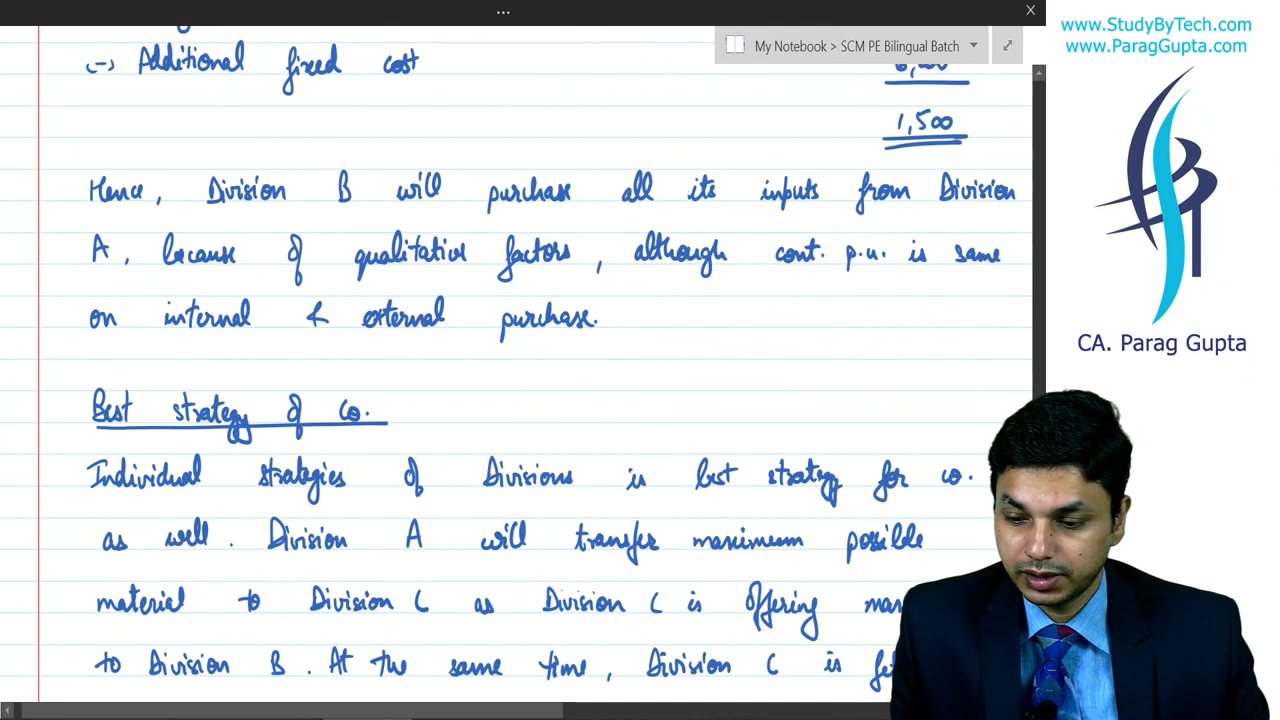 ...
www.StudyByTech.com
www.ParagGupta.com
My Notebook > SCM PE Bilingual Batch
↳ Additional fixed cost
1,500
Hence, Division B will purchase all its inputs from Division
A, because of qualitative factors, although cont. p.u. is same
on internal & external purchase.
CA. Parag Gupta
Best strategy of co.
Individual strategies of Divisions is best strategy for co.
as well. Division A will transfer maximum possible
material to Division C as Division C is offering
to Division B. At the same time, Division C is